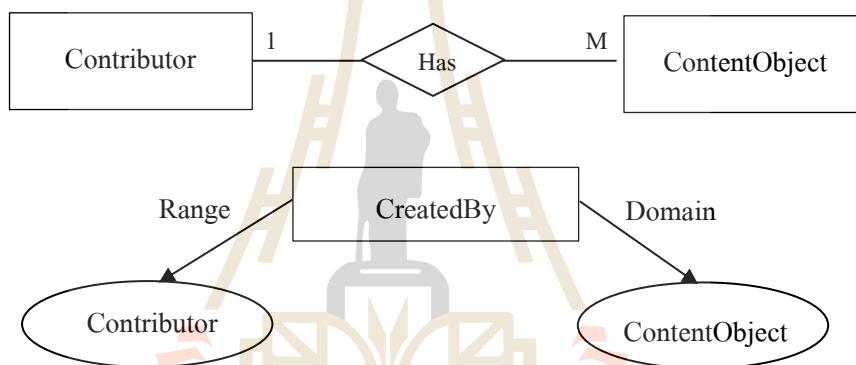 Contributor 1 Has M ContentObject
Range CreatedBy Domain
Contributor ContentObject